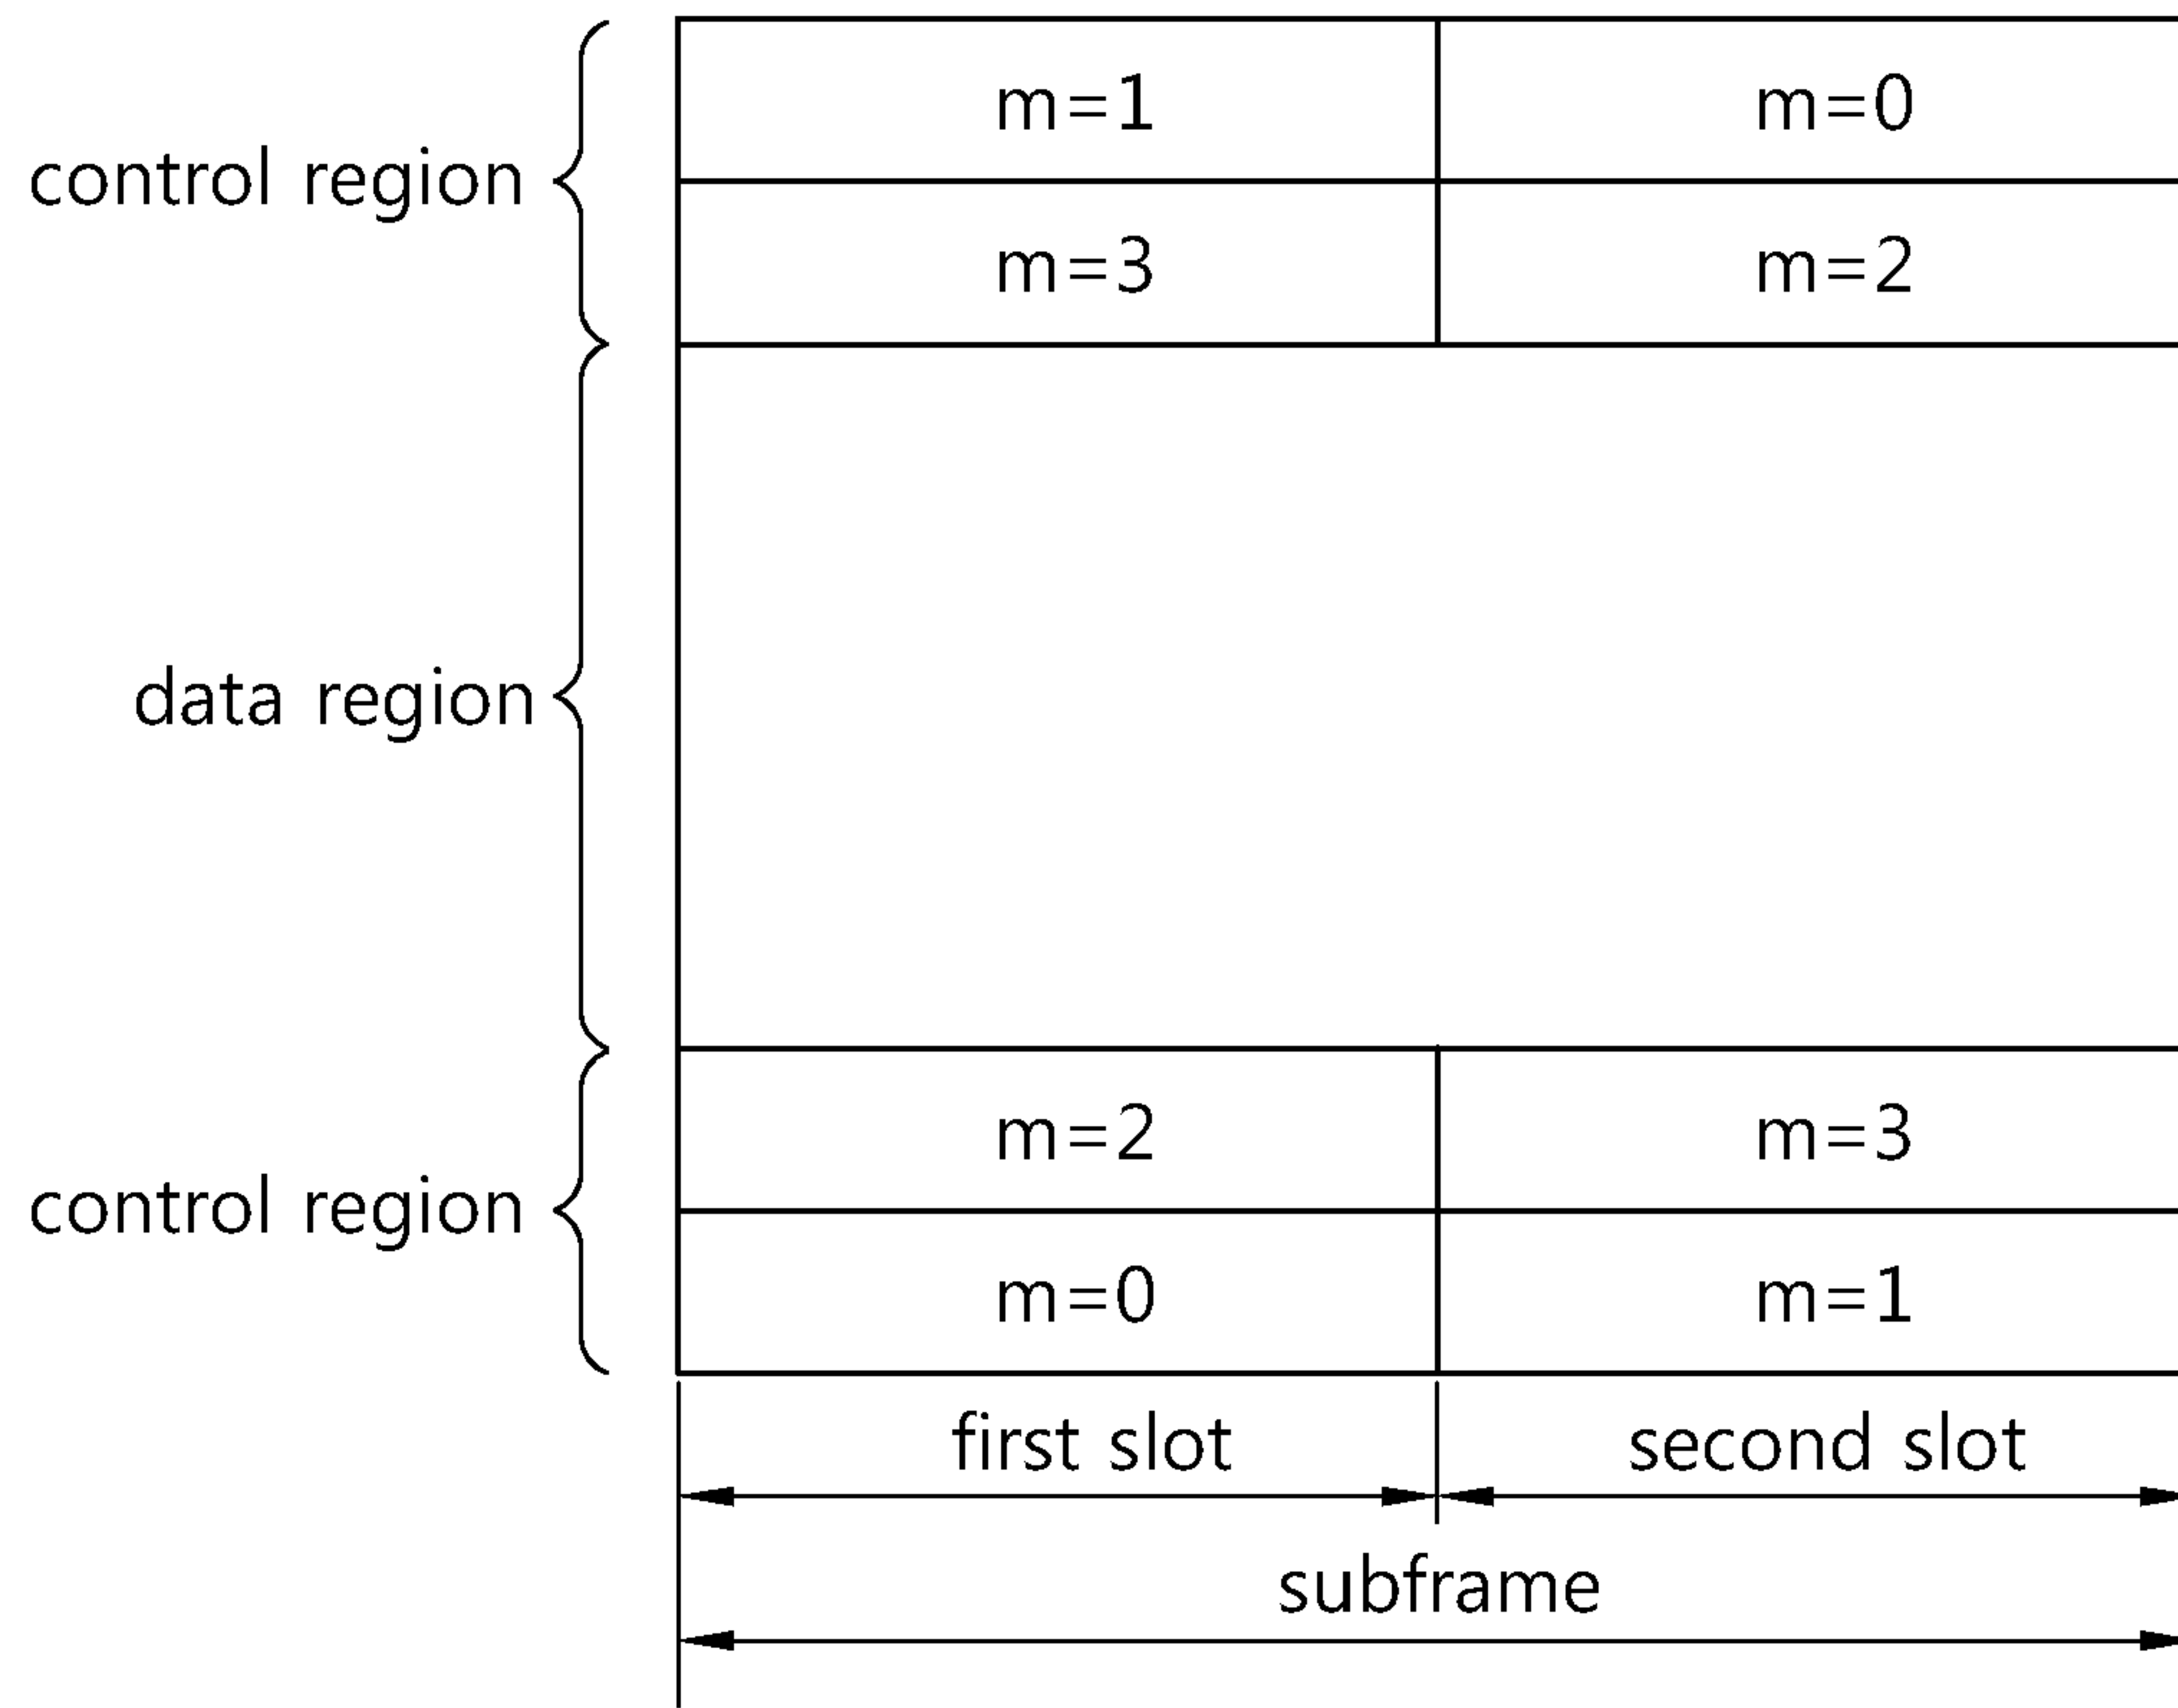 m=1 m=0
control region
m=3 m=2
data region
m=2 m=3
control region
m=0 m=1
first slot second slot
subframe